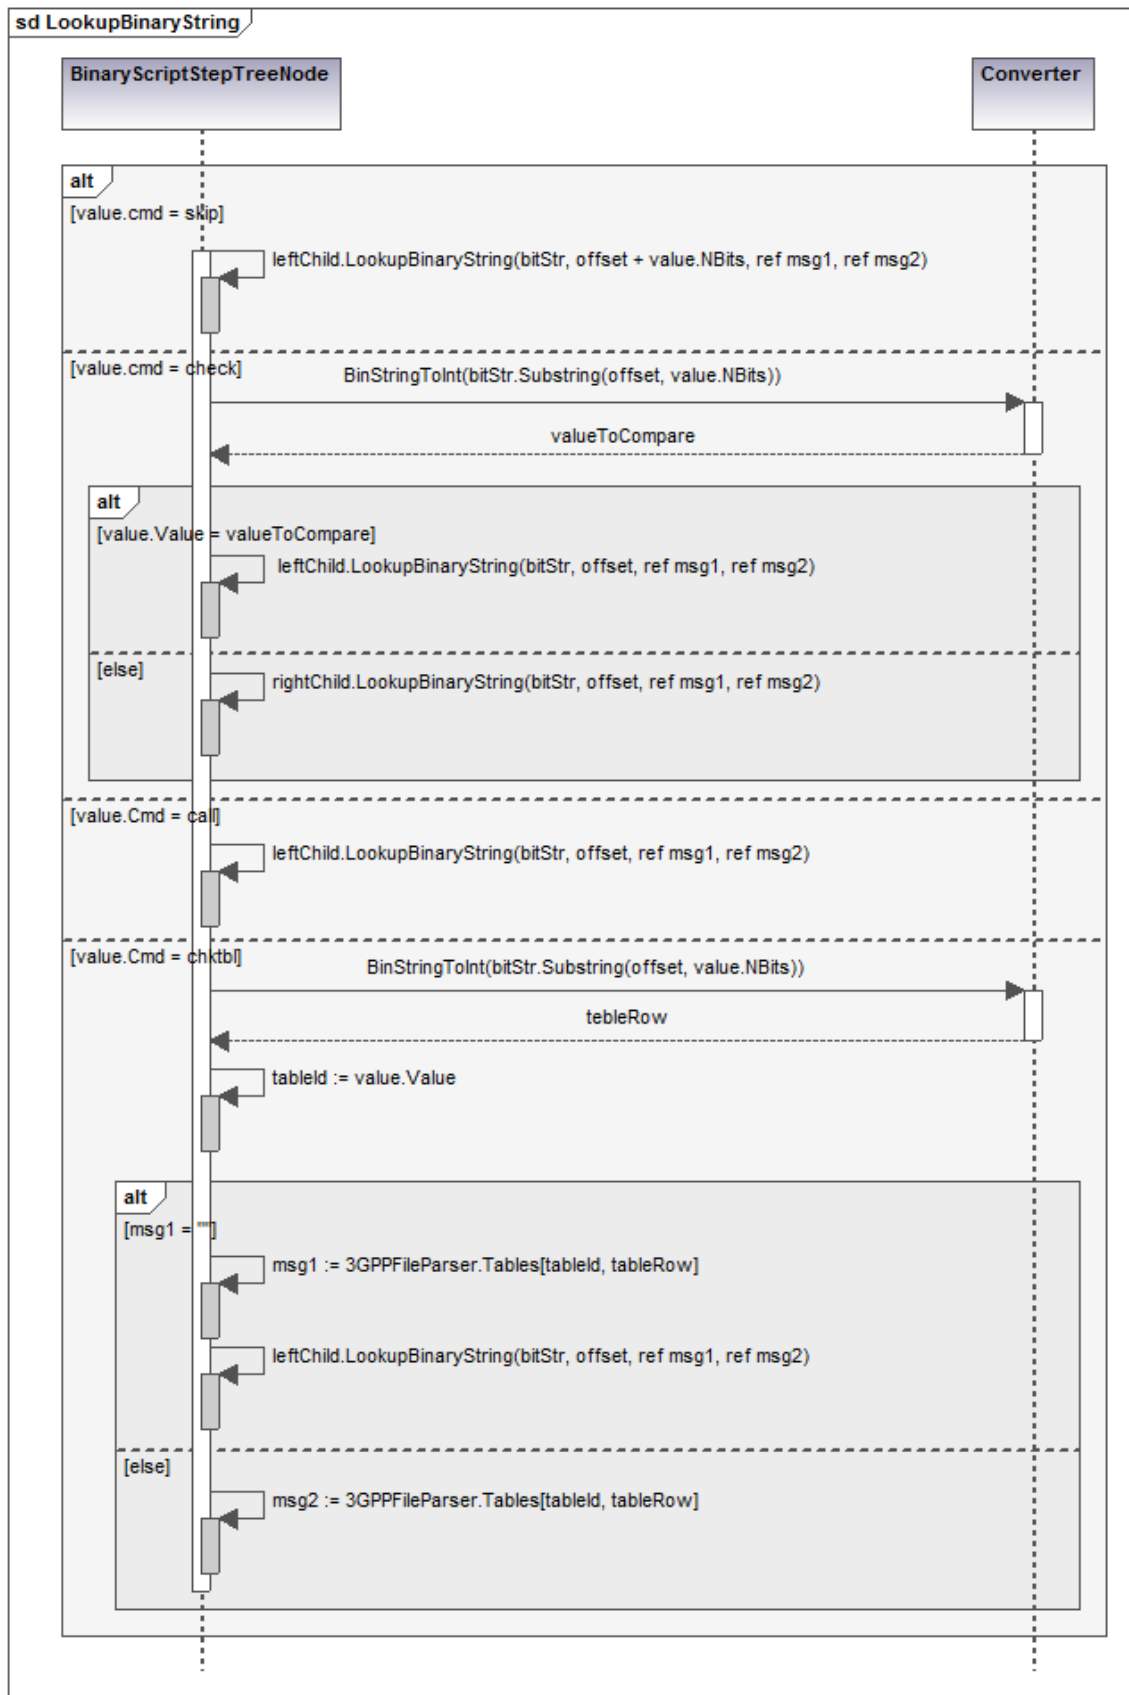 sd LookupBinaryString
BinaryScriptStepTreeNode
Converter
alt
[value.cmd = skip]
leftChild.LookupBinaryString(bitStr, offset + value.NBits, ref msg1, ref msg2)
[value.cmd = check]
BinStringToInt(bitStr.Substring(offset, value.NBits))
valueToCompare
alt
[value.Value = valueToCompare]
leftChild.LookupBinaryString(bitStr, offset, ref msg1, ref msg2)
[else]
rightChild.LookupBinaryString(bitStr, offset, ref msg1, ref msg2)
[value.Cmd = call]
leftChild.LookupBinaryString(bitStr, offset, ref msg1, ref msg2)
[value.Cmd = chktbl]
BinStringToInt(bitStr.Substring(offset, value.NBits))
tebleRow
tableId := value.Value
alt
[msg1 = ""]
msg1 := 3GPPFileParser.Tables[tableId, tableRow]
leftChild.LookupBinaryString(bitStr, offset, ref msg1, ref msg2)
[else]
msg2 := 3GPPFileParser.Tables[tableId, tableRow]